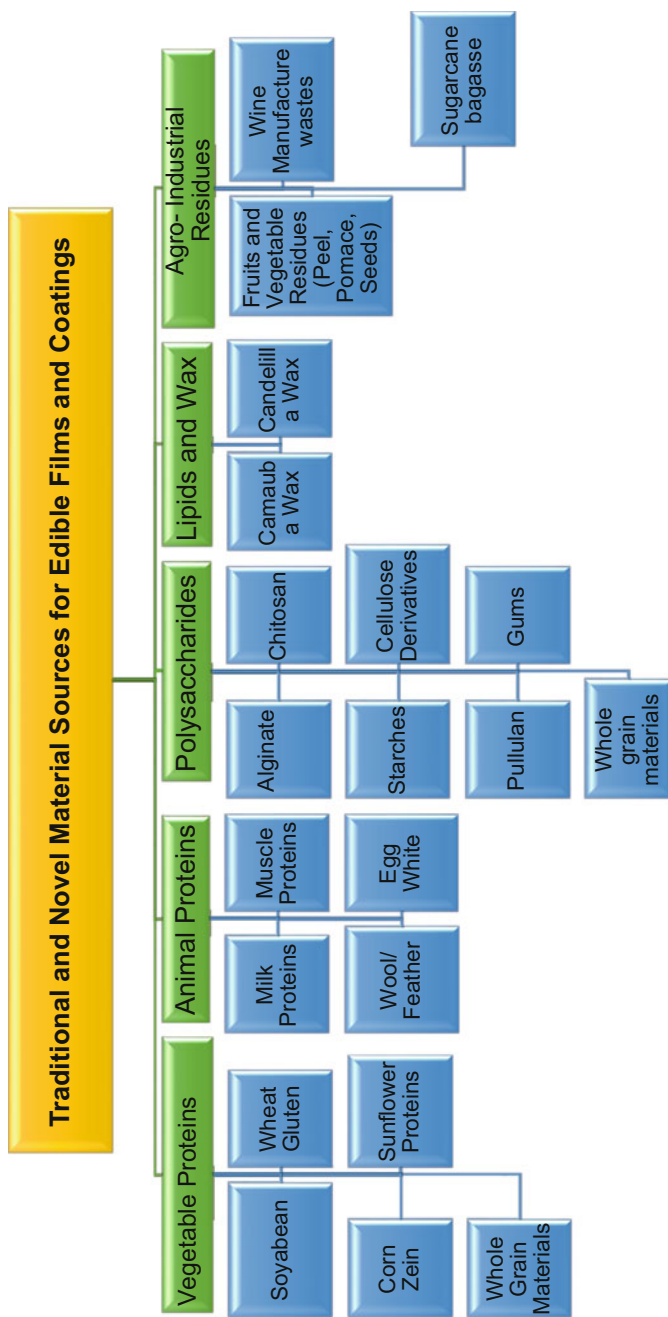 Traditional and Novel Material Sources for Edible Films and Coatings
Vegetable Proteins
Soyabean
Wheat
Gluten
Corn
Zein
Sunflower
Proteins
Whole
Grain
Materials
Animal Proteins
Milk
Proteins
Muscle
Proteins
Wool/
Feather
Egg
White
Polysaccharides
Alginate
Chitosan
Starches
Cellulose
Derivatives
Pullulan
Gums
Whole
grain
materials
Lipids and Wax
Camaub
a Wax
Candelill
a Wax
Agro- Industrial
Residues
Fruits and
Vegetable
Residues
(Peel,
Pomace,
Seeds)
Wine
Manufacture
wastes
Sugarcane
bagasse